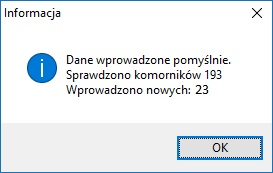 Informacja
Dane wprowadzone pomyślnie.
Sprawdzono komorników 193
Wprowadzono nowych: 23
OK